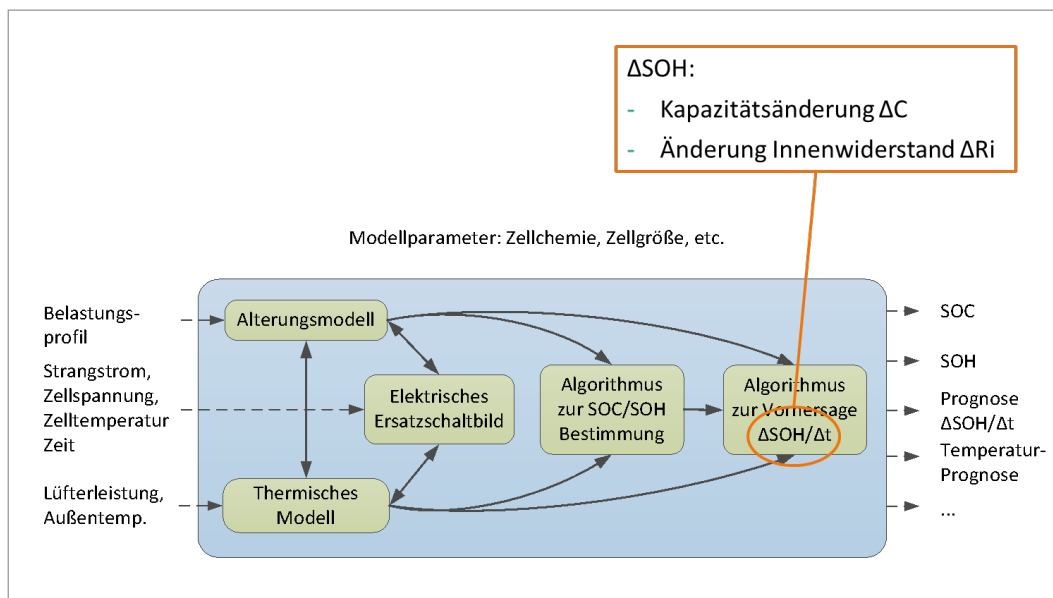 ΔSOH:
- Kapazitätsänderung ΔC
- Änderung Innenwiderstand ΔRi
Modellparameter: Zellchemie, Zellgröße, etc.
Belastungs-
profil
Strangstrom,
Zellspannung,
Zelltemperatur
Zeit
Lüfterleistung,
Außentemp.
Alterungsmodell
Elektrisches
Ersatzschaltbild
Thermisches
Modell
Algorithmus
zur SOC/SOH
Bestimmung
Algorithmus
zur Vorhersage
ΔSOH/Δt
SOC
SOH
Prognose
ΔSOH/Δt
Temperatur-
Prognose
...